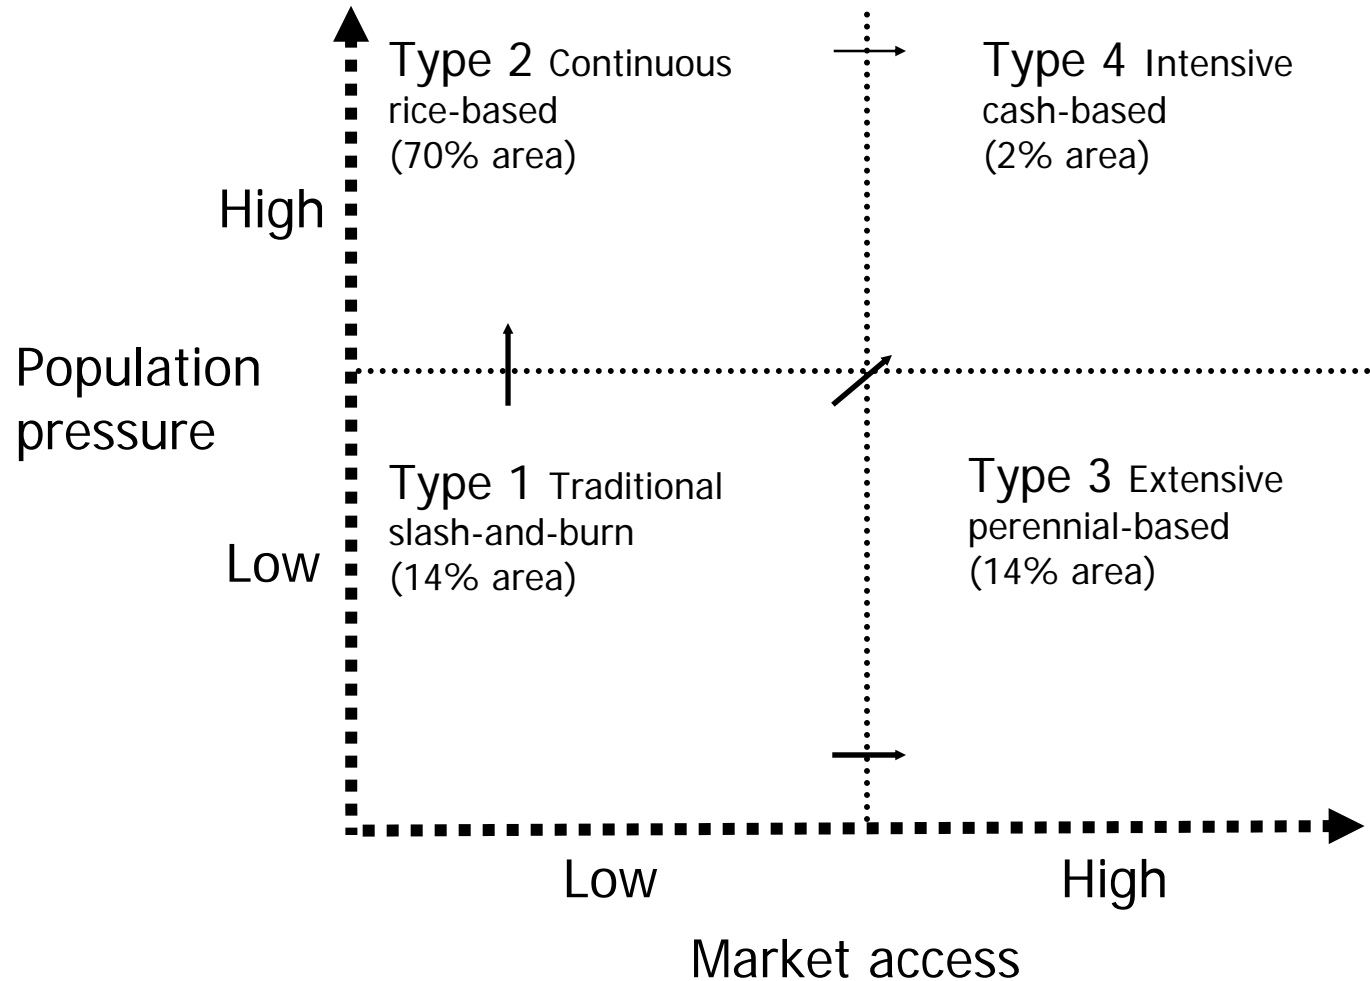 Type 2 Continuous
rice-based
(70% area)
Type 4 Intensive
cash-based
(2% area)
High
Population
pressure
Type 1 Traditional
slash-and-burn
(14% area)
Type 3 Extensive
perennial-based
(14% area)
Low
Low
High
Market access